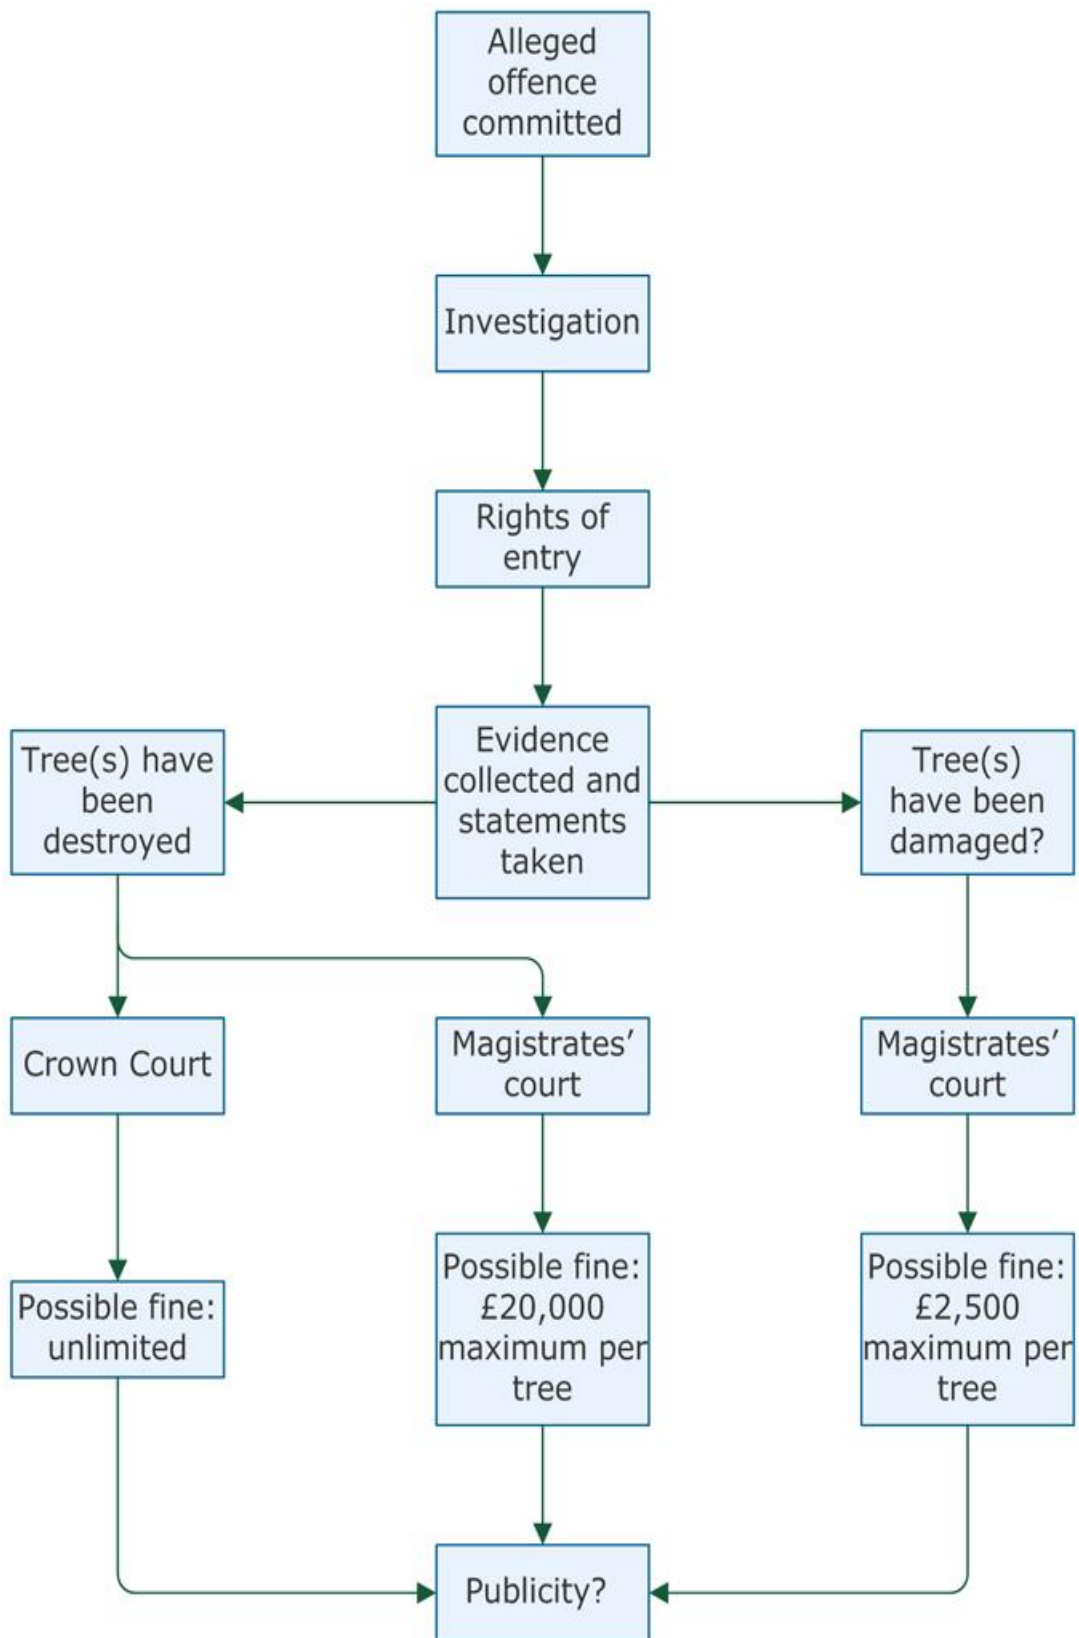 Alleged
offence
committed
Investigation
Rights of
entry
Evidence
collected and
statements
taken
Tree(s) have
been
destroyed
Tree(s)
have been
damaged?
Crown Court
Magistrates’
court
Magistrates’
court
Possible fine:
unlimited
Possible fine:
£20,000
maximum per
tree
Possible fine:
£2,500
maximum per
tree
Publicity?